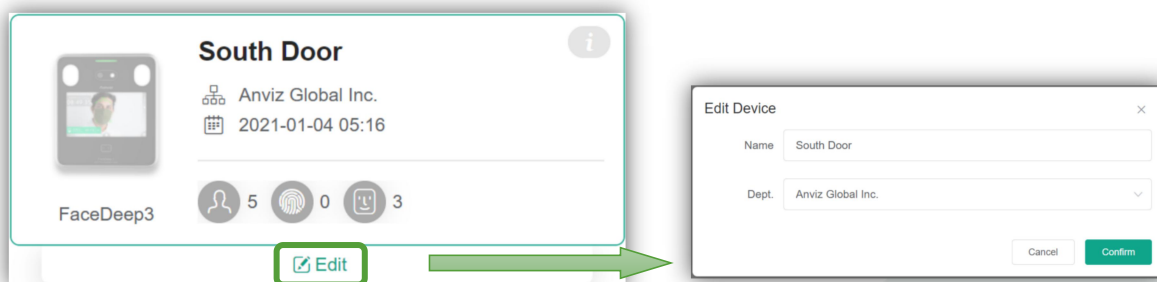 South Door
i
Anviz Global Inc.
2021-01-04 05:16
FaceDeep3
5 0 3
Edit
Edit Device
Name South Door
Dept. Anviz Global Inc.
Cancel Confirm